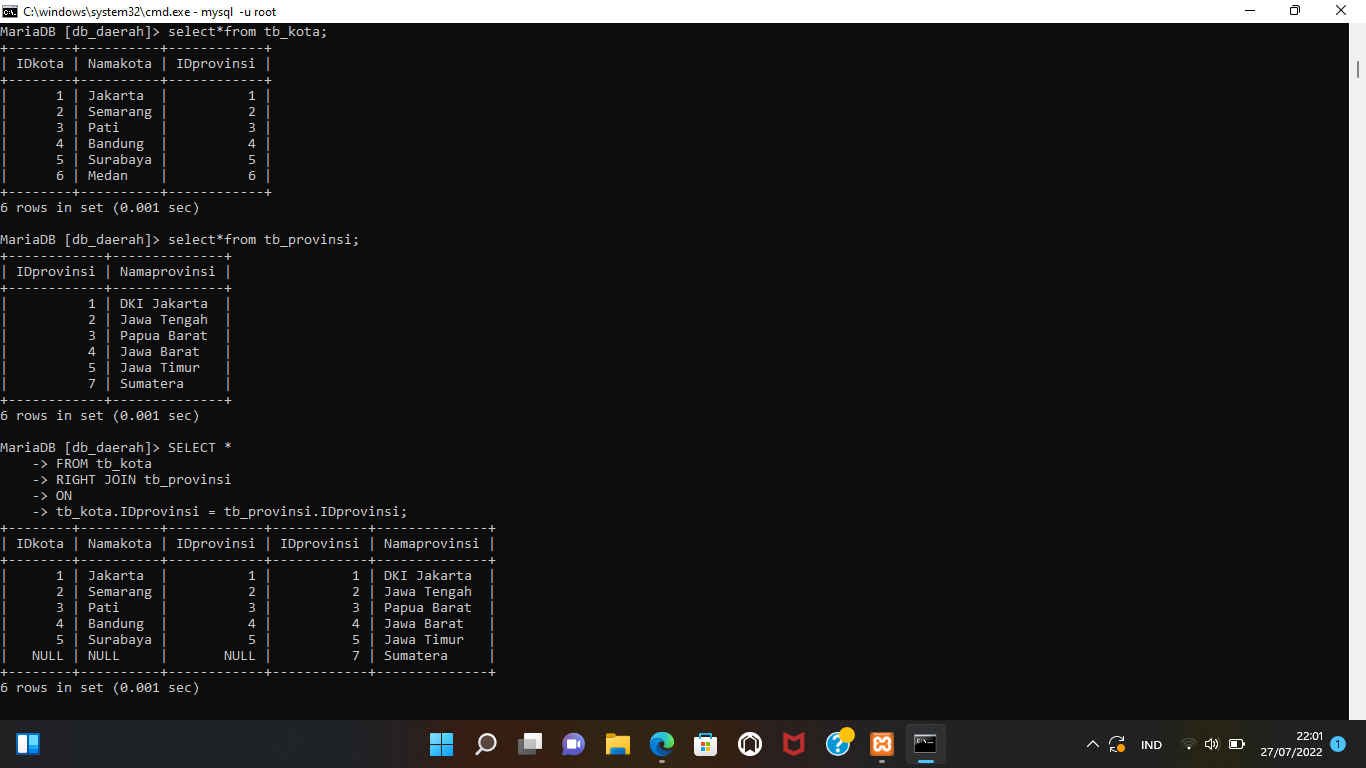 C:\windows\system32\cmd.exe - mysql -u root
MariaDB [db_daerah]> select*from tb_kota;
+--------+----------+------------+
| IDkota | Namakota | IDprovinsi |
+--------+----------+------------+
|      1 | Jakarta  |          1 |
|      2 | Semarang |          2 |
|      3 | Pati     |          3 |
|      4 | Bandung  |          4 |
|      5 | Surabaya |          5 |
|      6 | Medan    |          6 |
+--------+----------+------------+
6 rows in set (0.001 sec)
MariaDB [db_daerah]> select*from tb_provinsi;
+------------+--------------+
| IDprovinsi | Namaprovinsi |
+------------+--------------+
|          1 | DKI Jakarta  |
|          2 | Jawa Tengah  |
|          3 | Papua Barat  |
|          4 | Jawa Barat   |
|          5 | Jawa Timur   |
|          7 | Sumatera     |
+------------+--------------+
6 rows in set (0.001 sec)
MariaDB [db_daerah]> SELECT *
    -> FROM tb_kota
    -> RIGHT JOIN tb_provinsi
    -> ON
    -> tb_kota.IDprovinsi = tb_provinsi.IDprovinsi;
+--------+----------+------------+------------+--------------+
| IDkota | Namakota | IDprovinsi | IDprovinsi | Namaprovinsi |
+--------+----------+------------+------------+--------------+
|      1 | Jakarta  |          1 |          1 | DKI Jakarta  |
|      2 | Semarang |          2 |          2 | Jawa Tengah  |
|      3 | Pati     |          3 |          3 | Papua Barat  |
|      4 | Bandung  |          4 |          4 | Jawa Barat   |
|      5 | Surabaya |          5 |          5 | Jawa Timur   |
|   NULL | NULL     |       NULL |          7 | Sumatera     |
+--------+----------+------------+------------+--------------+
6 rows in set (0.001 sec)
IND
22:01
27/07/2022
1